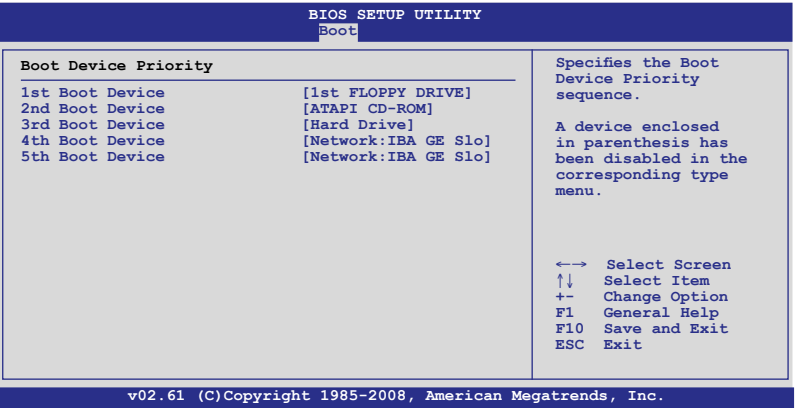 BIOS SETUP UTILITY
Boot
Boot Device Priority
1st Boot Device [1st FLOPPY DRIVE]
2nd Boot Device [ATAPI CD-ROM]
3rd Boot Device [Hard Drive]
4th Boot Device [Network:IBA GE Slo]
5th Boot Device [Network:IBA GE Slo]
Specifies the Boot
Device Priority
sequence.
A device enclosed
in parenthesis has
been disabled in the
corresponding type
menu.
←→ Select Screen
↑↓ Select Item
+- Change Option
F1 General Help
F10 Save and Exit
ESC Exit
v02.61 (C)Copyright 1985-2008, American Megatrends, Inc.